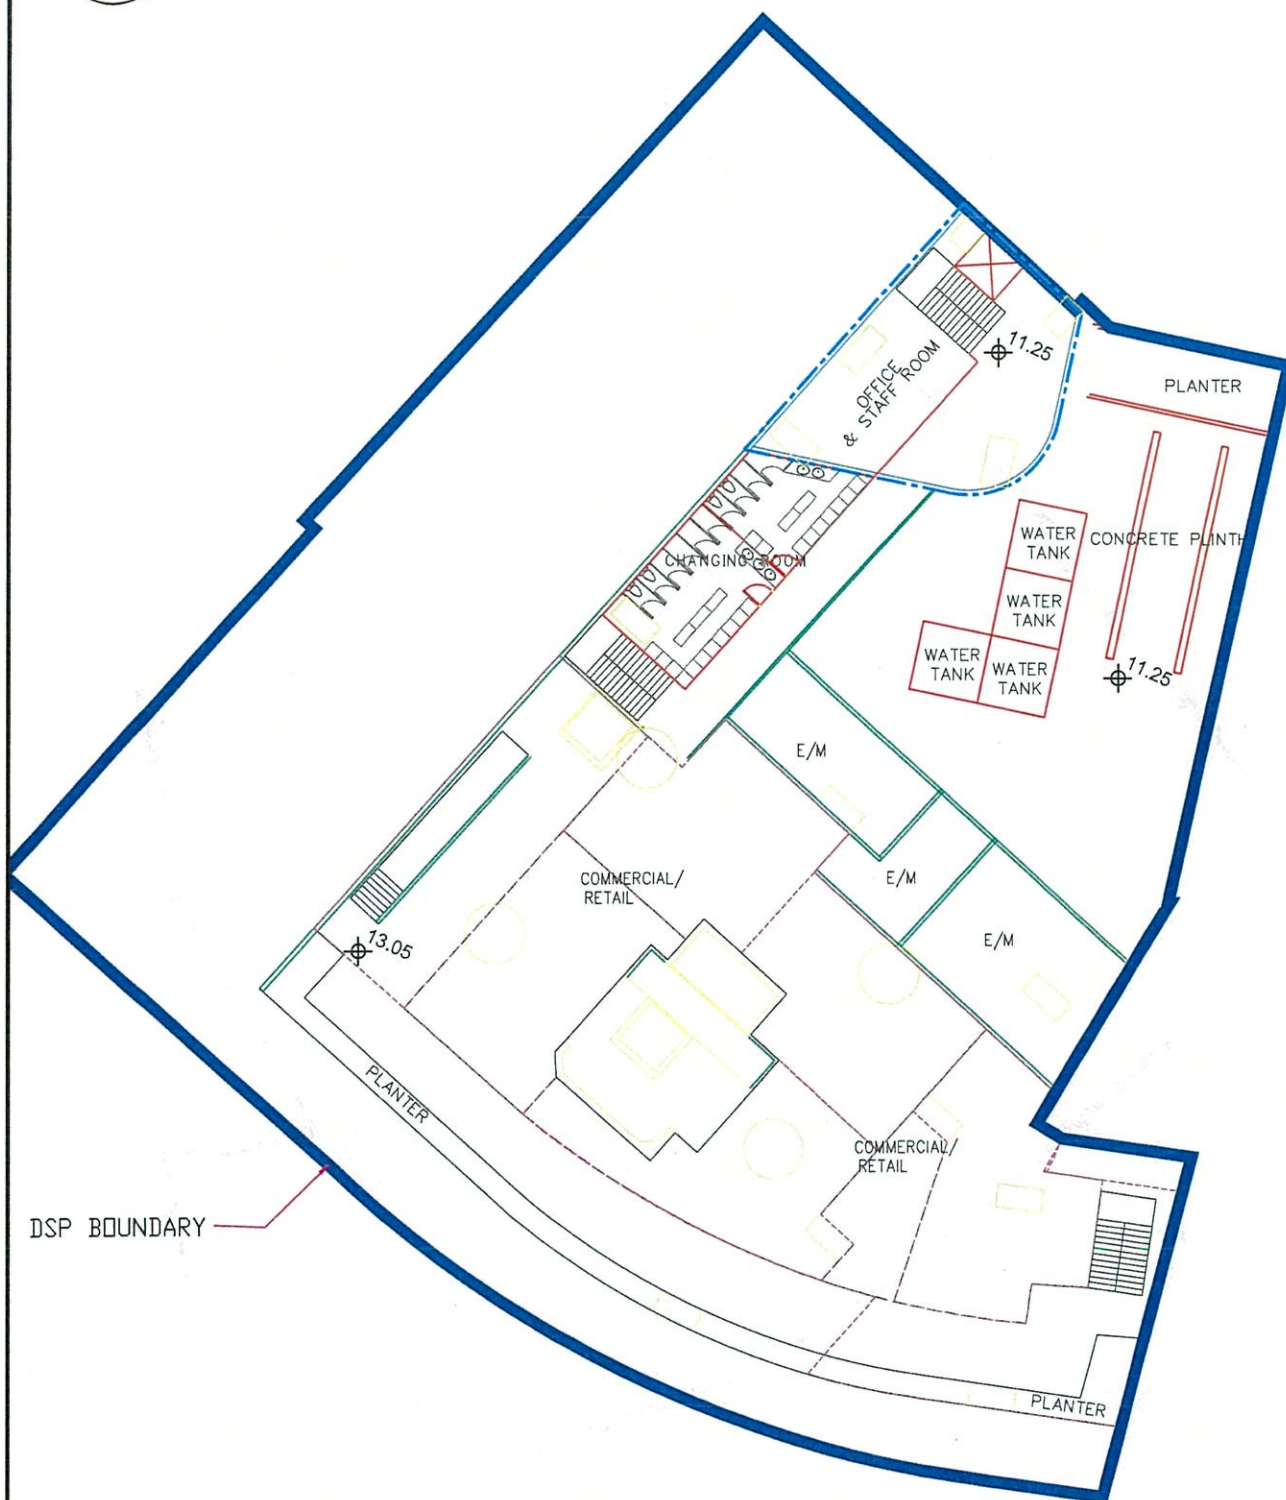 11.25
OFFICE
& STAFF ROOM
PLANTER
WATER
TANK
CONCRETE PLINTH
CHANGING ROOM
WATER
TANK
WATER
TANK
WATER
TANK
11.25
E/M
COMMERCIAL/
RETAIL
E/M
E/M
13.05
PLANTER
COMMERCIAL/
RETAIL
DSP BOUNDARY
PLANTER